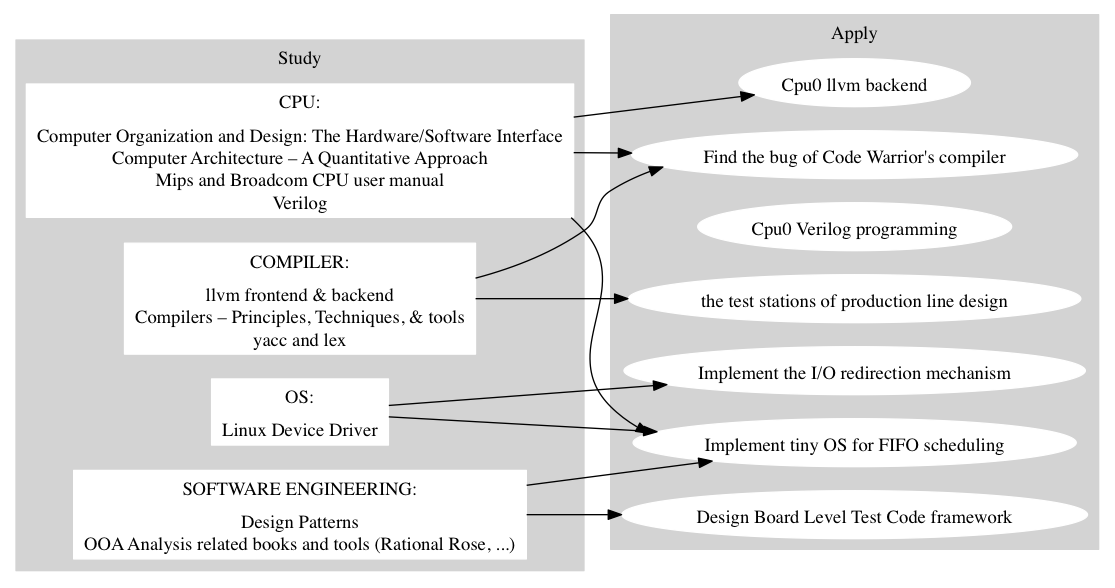 Study
CPU:
Computer Organization and Design: The Hardware/Software Interface
Computer Architecture – A Quantitative Approach
Mips and Broadcom CPU user manual
Verilog
COMPILER:
llvm frontend & backend
Compilers – Principles, Techniques, & tools
yacc and lex
OS:
Linux Device Driver
SOFTWARE ENGINEERING:
Design Patterns
OOA Analysis related books and tools (Rational Rose, ...)
Apply
Cpu0 llvm backend
Find the bug of Code Warrior's compiler
Cpu0 Verilog programming
the test stations of production line design
Implement the I/O redirection mechanism
Implement tiny OS for FIFO scheduling
Design Board Level Test Code framework